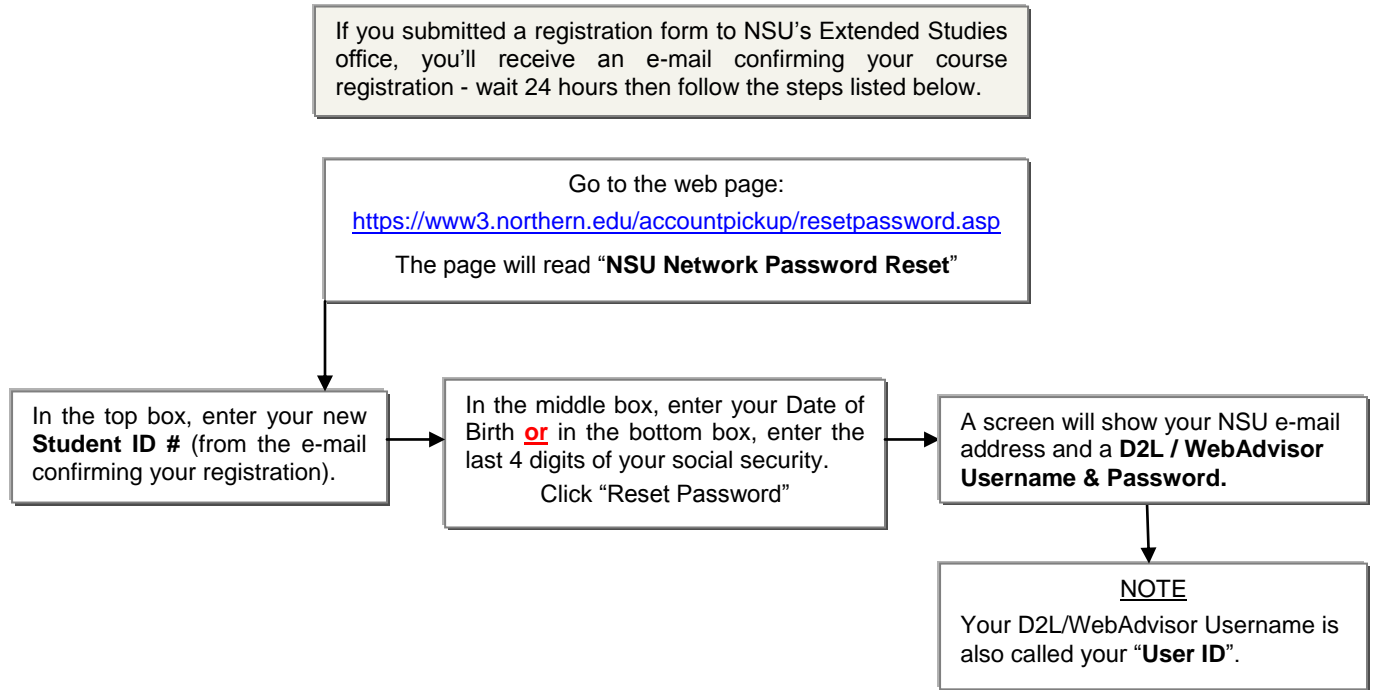 If you submitted a registration form to NSU’s Extended Studies
office, you’ll receive an e-mail confirming your course
registration - wait 24 hours then follow the steps listed below.
Go to the web page:
https://www3.northern.edu/accountpickup/resetpassword.asp
The page will read “NSU Network Password Reset”
In the top box, enter your new
Student ID # (from the e-mail
confirming your registration).
In the middle box, enter your Date of
Birth or in the bottom box, enter the
last 4 digits of your social security.
Click “Reset Password”
A screen will show your NSU e-mail
address and a D2L / WebAdvisor
Username & Password.
NOTE
Your D2L/WebAdvisor Username is
also called your “User ID”.